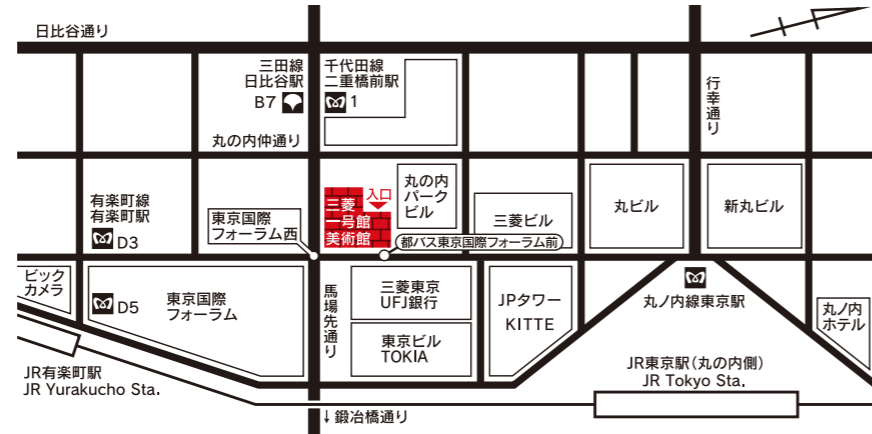 日比谷通り
三田線
日比谷駅
B7
千代田線
二重橋前駅
1
行幸通り
丸の内仲通り
有楽町線
有楽町駅
D3
東京国際
フォーラム西
三菱
一号館
美術館
入口
丸の内
パーク
ビル
三菱ビル
丸ビル
新丸ビル
都バス東京国際フォーラム前
ビック
カメラ
D5
東京国際
フォーラム
馬場先通り
三菱東京
UFJ銀行
東京ビル
TOKIA
JPタワー
KITTE
丸ノ内線東京駅
丸ノ内
ホテル
JR有楽町駅
JR Yurakucho Sta.
JR東京駅(丸の内側)
JR Tokyo Sta.
↓鍛冶橋通り